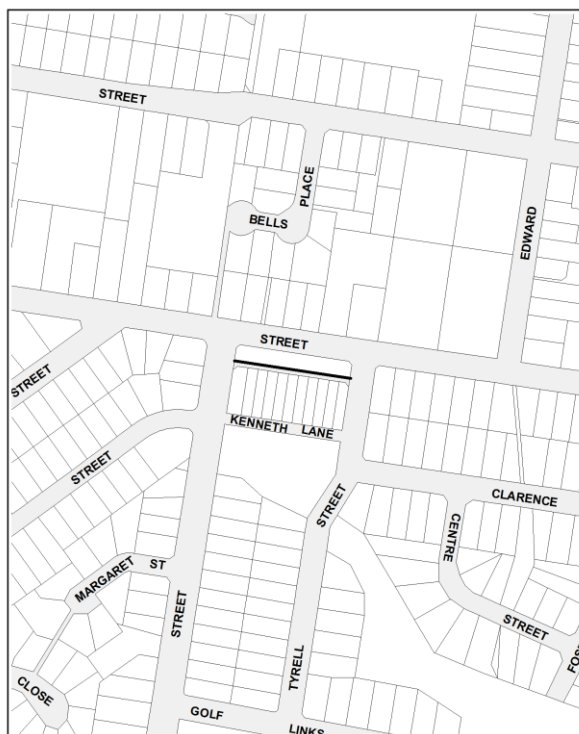 STREET
PLACE
BELLS
EDWARD
STREET
STREET
KENNETH LANE
STREET
STREET
CLARENCE
CENTRE
MARGARET ST
STREET
STREET
TYRELL
CLOSE
GOLF LINKS